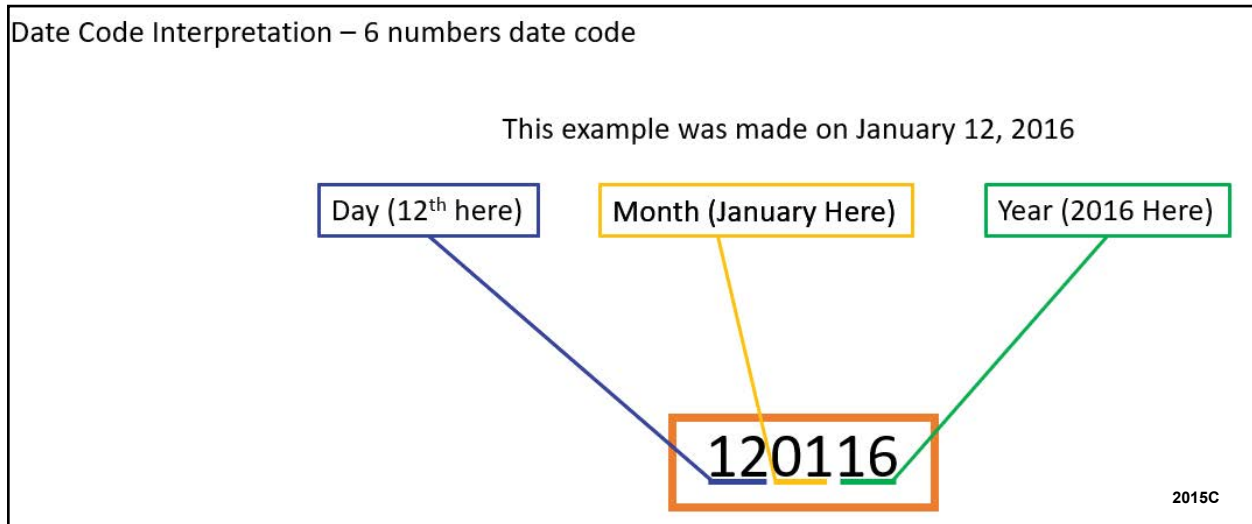 Date Code Interpretation – 6 numbers date code
This example was made on January 12, 2016
Day (12th here)
Month (January Here)
Year (2016 Here)
120116
2015C